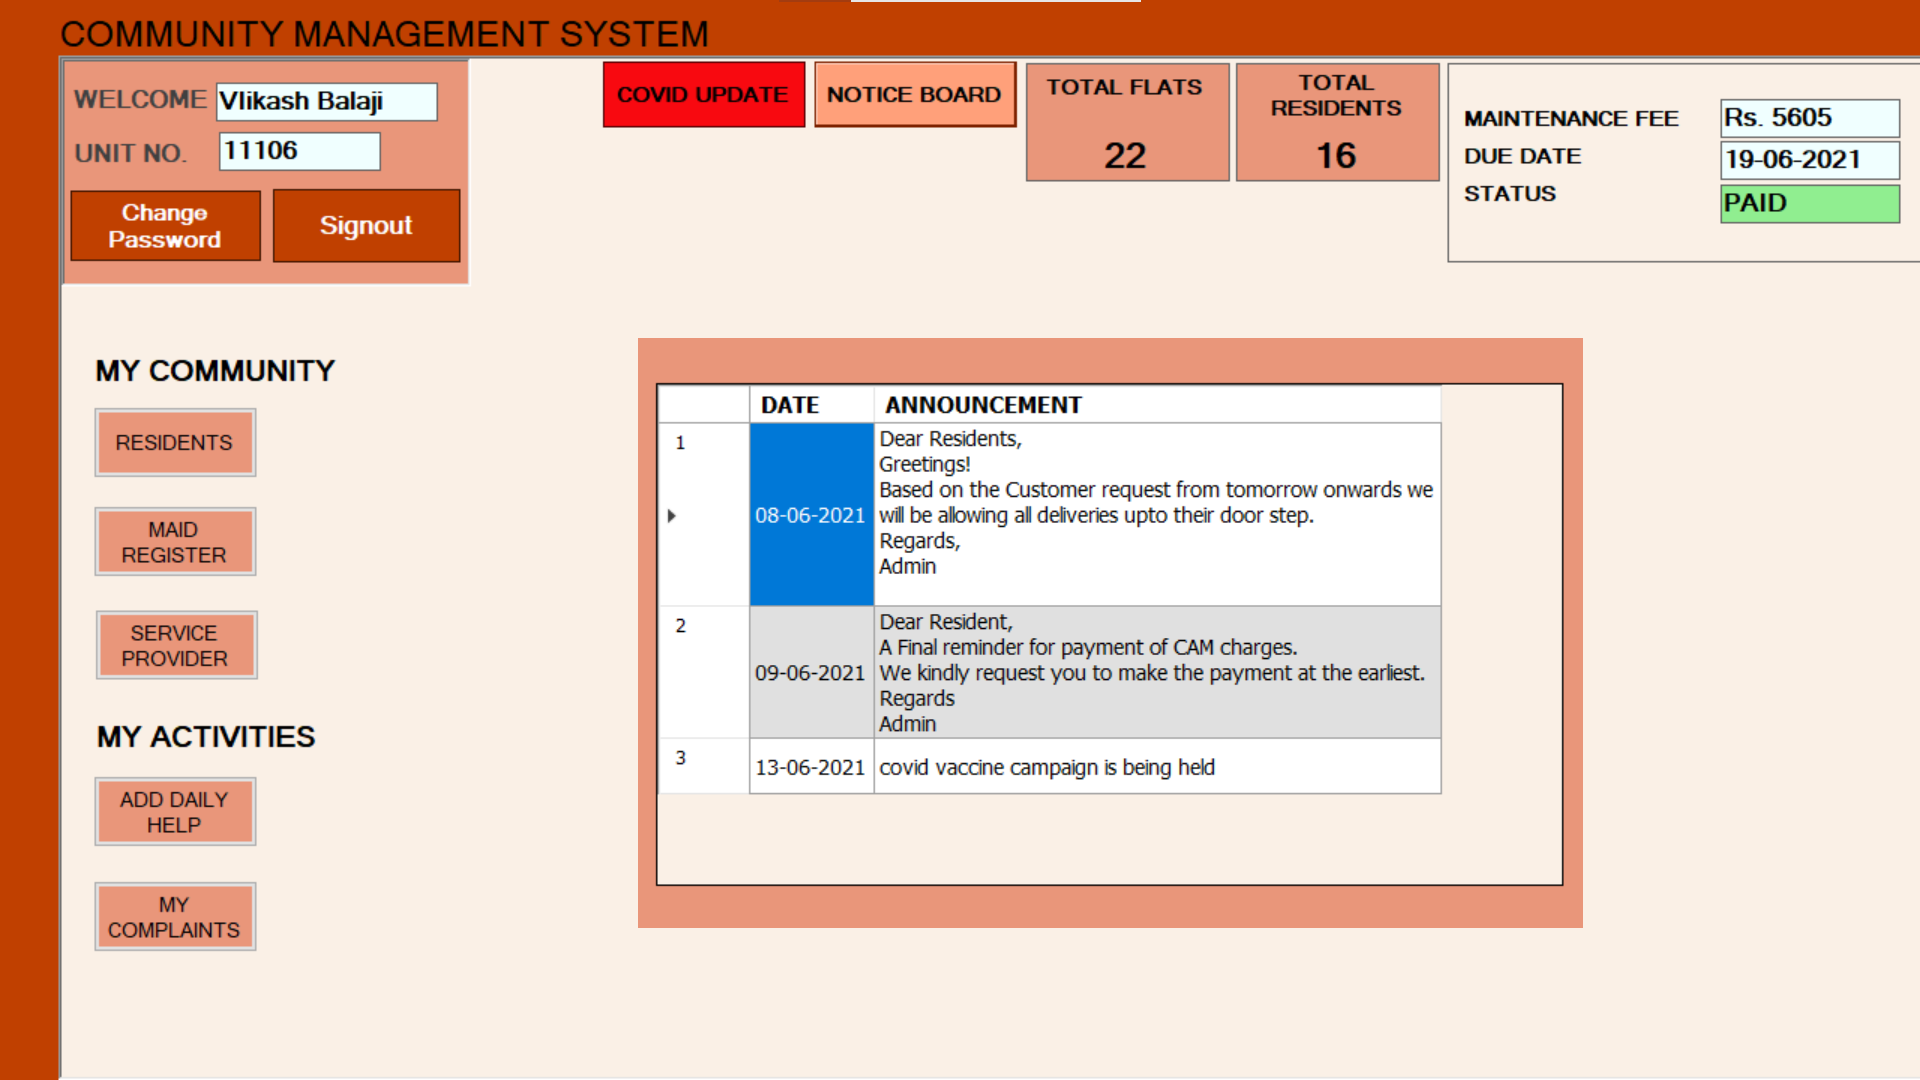 COMMUNITY MANAGEMENT SYSTEM
WELCOME Vlikash Balaji
UNIT NO. 11106
Change
Password
Signout
COVID UPDATE
NOTICE BOARD
TOTAL FLATS
22
TOTAL
RESIDENTS
16
MAINTENANCE FEE Rs. 5605
DUE DATE 19-06-2021
STATUS PAID
MY COMMUNITY
RESIDENTS
MAID
REGISTER
SERVICE
PROVIDER
MY ACTIVITIES
ADD DAILY
HELP
MY
COMPLAINTS
DATE ANNOUNCEMENT
1
08-06-2021
Dear Residents,
Greetings!
Based on the Customer request from tomorrow onwards we
will be allowing all deliveries upto their door step.
Regards,
Admin
2
09-06-2021
Dear Resident,
A Final reminder for payment of CAM charges.
We kindly request you to make the payment at the earliest.
Regards
Admin
3
13-06-2021 covid vaccine campaign is being held